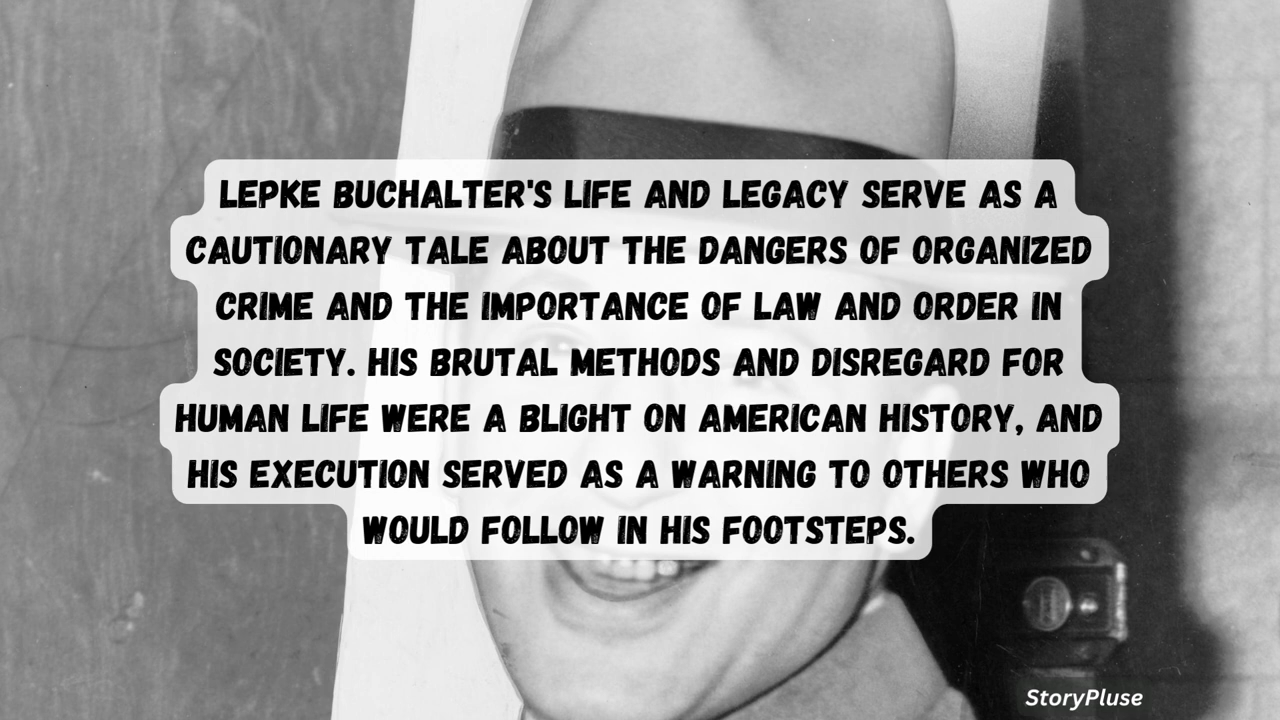 LEPKE BUCHALTER'S LIFE AND LEGACY SERVE AS A
CAUTIONARY TALE ABOUT THE DANGERS OF ORGANIZED
CRIME AND THE IMPORTANCE OF LAW AND ORDER IN
SOCIETY. HIS BRUTAL METHODS AND DISREGARD FOR
HUMAN LIFE WERE A BLIGHT ON AMERICAN HISTORY, AND
HIS EXECUTION SERVED AS A WARNING TO OTHERS WHO
WOULD FOLLOW IN HIS FOOTSTEPS.
StoryPluse